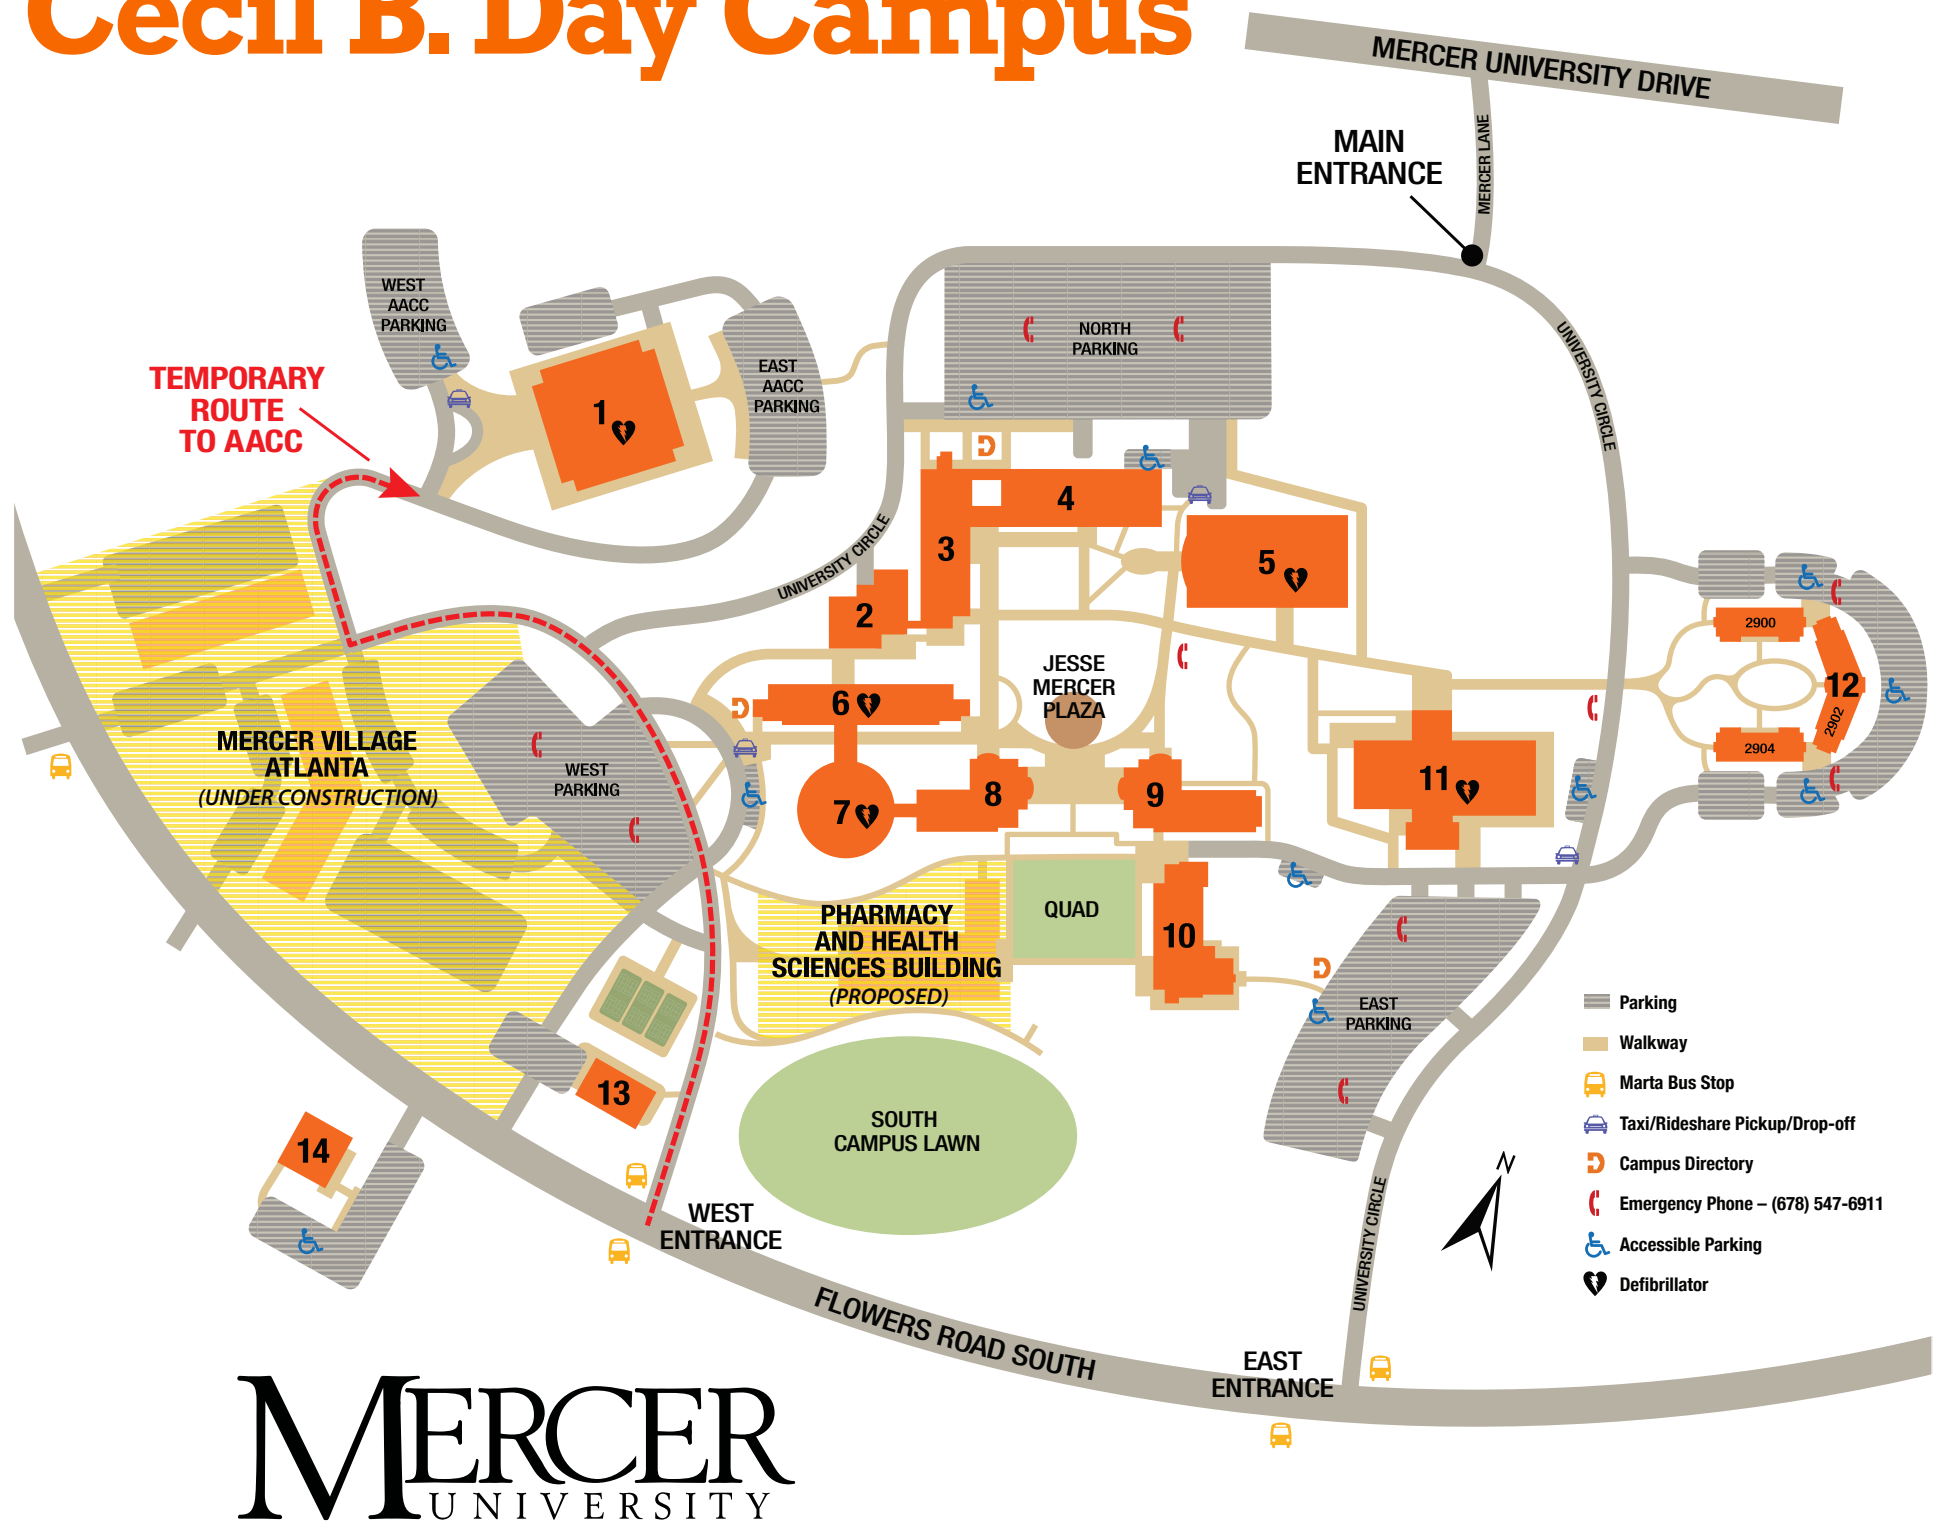 Cecil B. Day Campus
MERCER UNIVERSITY DRIVE
MERCER LANE
MAIN
ENTRANCE
WEST
AACC
PARKING
TEMPORARY
ROUTE
TO AACC
1
EAST
AACC
PARKING
NORTH
PARKING
UNIVERSITY CIRCLE
UNIVERSITY CIRCLE
D
3
4
5
2
6
D
7
8
9
JESSE
MERCER
PLAZA
2900
12
2902
2904
11
MERCER VILLAGE
ATLANTA
(UNDER CONSTRUCTION)
WEST
PARKING
PHARMACY
AND HEALTH
SCIENCES BUILDING
(PROPOSED)
QUAD
10
D
EAST
PARKING
13
14
SOUTH
CAMPUS LAWN
WEST
ENTRANCE
FLOWERS ROAD SOUTH
EAST
ENTRANCE
UNIVERSITY CIRCLE
N
Parking
Walkway
Marta Bus Stop
Taxi/Rideshare Pickup/Drop-off
D Campus Directory
Emergency Phone – (678) 547-6911
Accessible Parking
Defibrillator
MERCER
UNIVERSITY